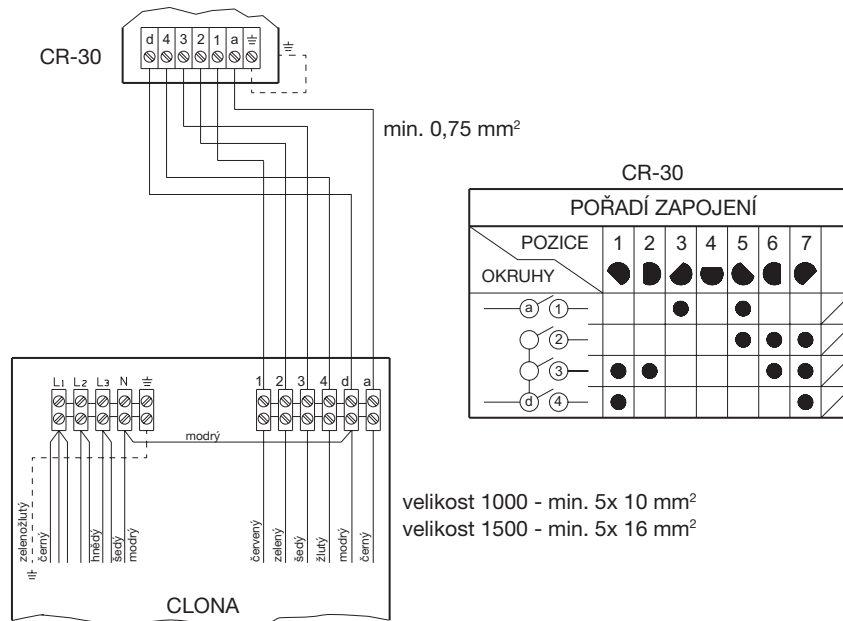 d 4 3 2 1 a
CR-30
min. 0,75 mm²
CR-30
POŘADÍ ZAPOJENÍ
POZICE 1 2 3 4 5 6 7
OKRUHY
a 1
2
3
d 4
L1 L2 L3 N
1 2 3 4 d a
modrý
zelenožlutý
černý
hnědý
šedý
modrý
červený
zelený
šedý
žlutý
modrý
černý
velikost 1000 - min. 5x 10 mm²
velikost 1500 - min. 5x 16 mm²
CLONA